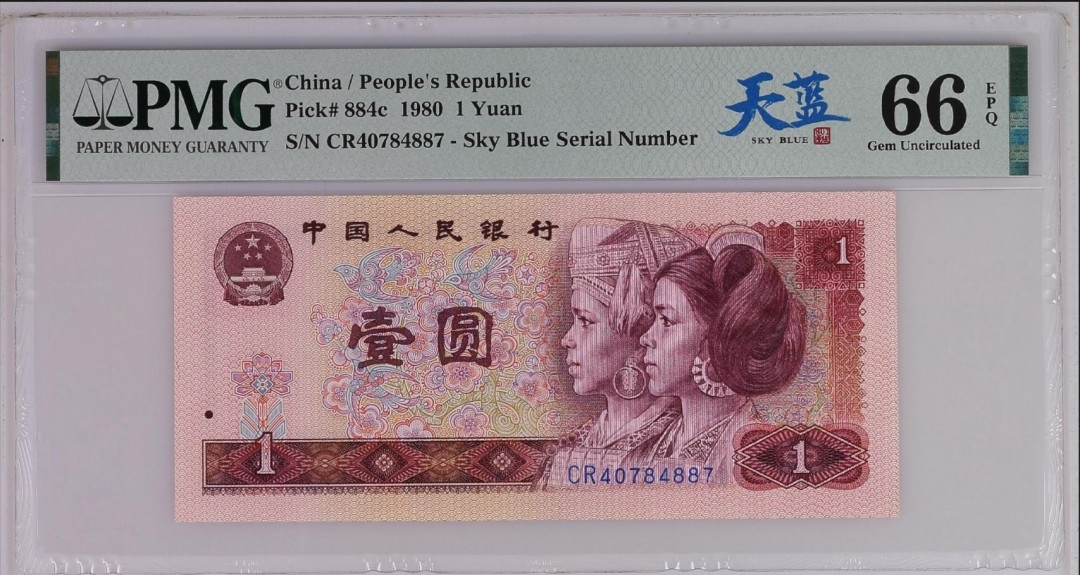 PMG®
PAPER MONEY GUARANTY
China / People's Republic
Pick# 884c 1980 1 Yuan
S/N CR40784887 - Sky Blue Serial Number
天蓝
SKY BLUE
66
EPQ
Gem Uncirculated
中国人民银行
1
壹圆
1
CR40784887
1